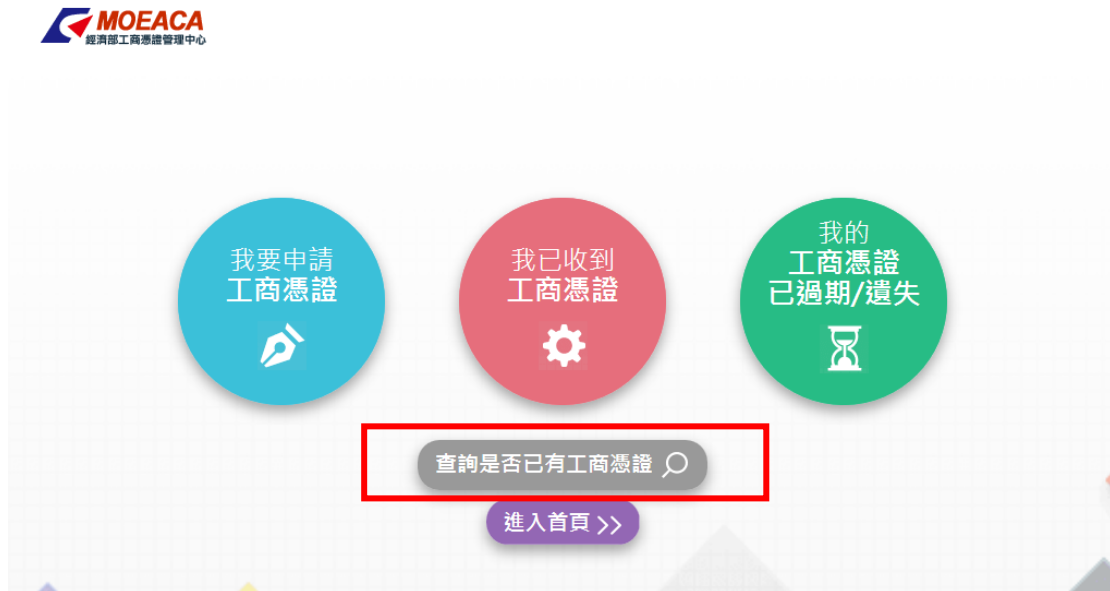 MOEACA
經濟部工商憑證管理中心
我要申請
工商憑證
我已收到
工商憑證
我的
工商憑證
已過期/遺失
查詢是否已有工商憑證
進入首頁 >>